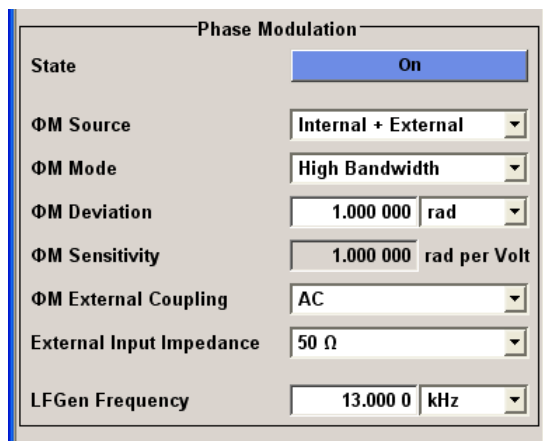 Phase Modulation
State On
ΦM Source Internal + External
ΦM Mode High Bandwidth
ΦM Deviation 1.000 000 rad
ΦM Sensitivity 1.000 000 rad per Volt
ΦM External Coupling AC
External Input Impedance 50 Ω
LFGen Frequency 13.000 0 kHz